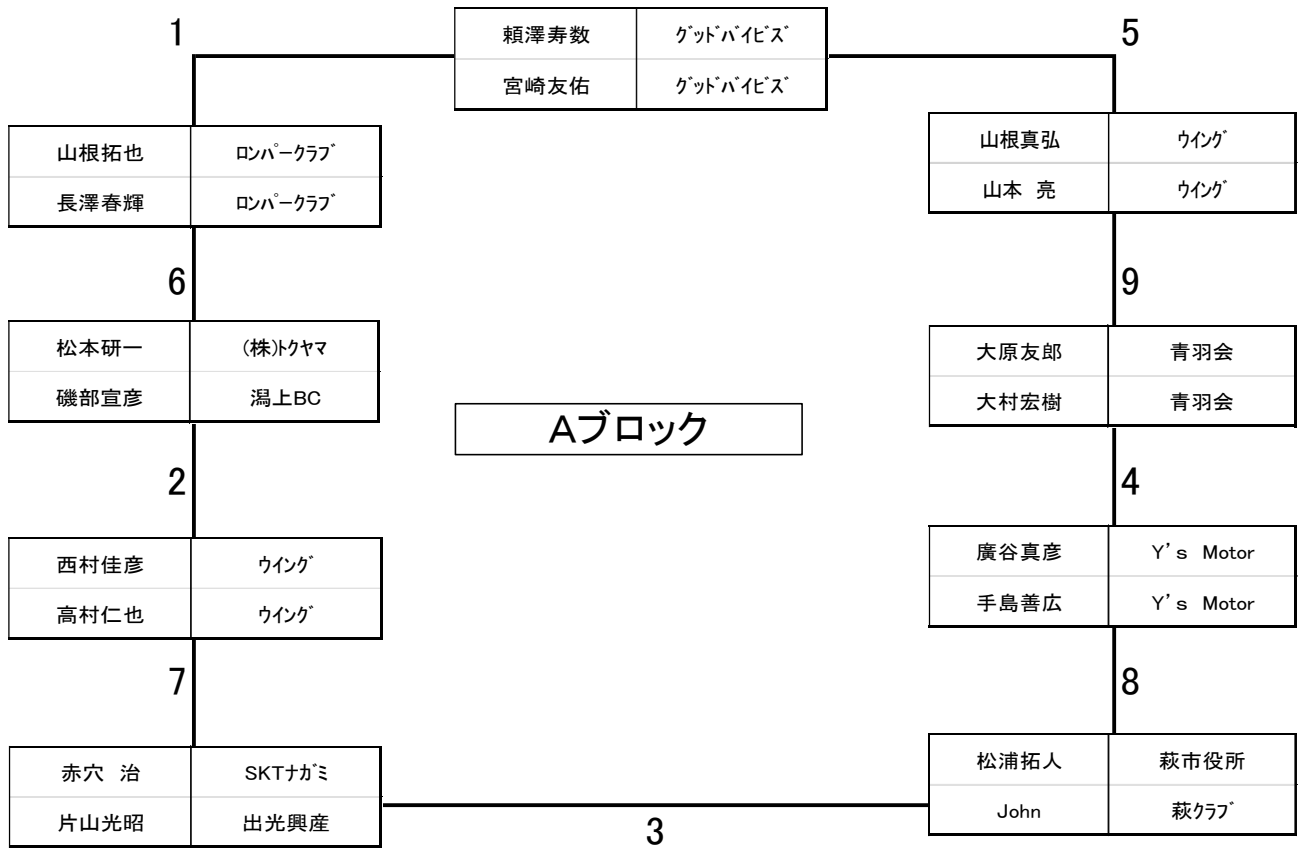 1
頼澤寿数 グッドバイビズ
宮崎友佑 グッドバイビズ
5
山根拓也 ロンパークラブ
長澤春輝 ロンパークラブ
山根真弘 ウイング
山本 亮 ウイング
6
9
松本研一 (株)トクヤマ
磯部宣彦 潟上BC
大原友郎 青羽会
大村宏樹 青羽会
Aブロック
2
4
西村佳彦 ウイング
高村仁也 ウイング
廣谷真彦 Y's Motor
手島善広 Y's Motor
7
8
赤穴 治 SKTナガミ
片山光昭 出光興産
松浦拓人 萩市役所
John 萩クラブ
3